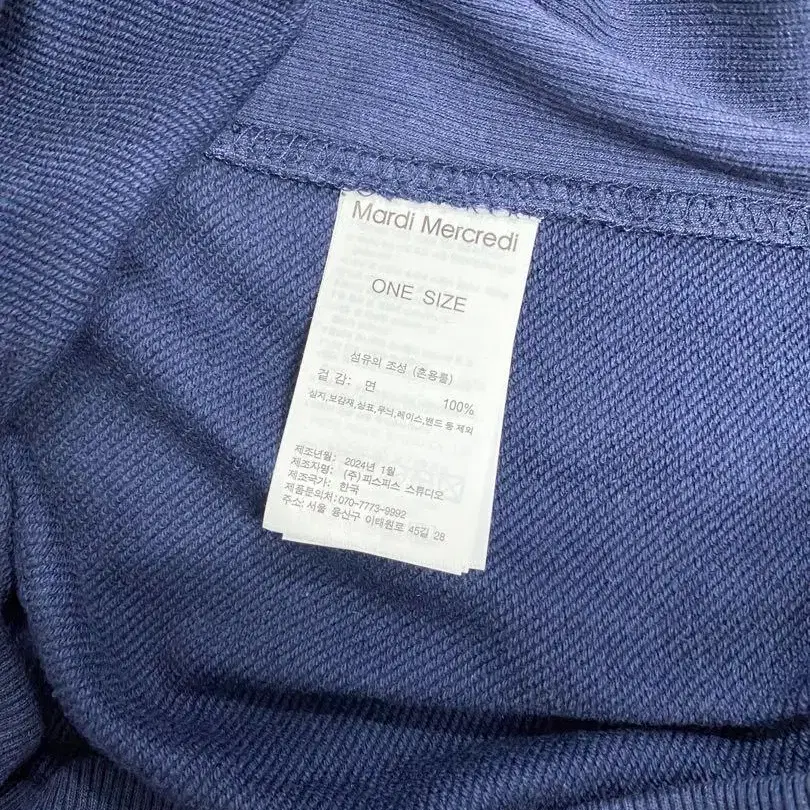 Mardi Mercredi
ONE SIZE
섬유의 조성 (혼용률)
겉 감: 면 100%
실지,보강재,상표,무늬,레이스,밴드 등 제외
제조년월: 2024년 1월
제조자명: (주)피스피스 스튜디오
제조국가: 한국
제품문의처:070-7773-9992
주소:서울 용산구 이태원로 45길 28